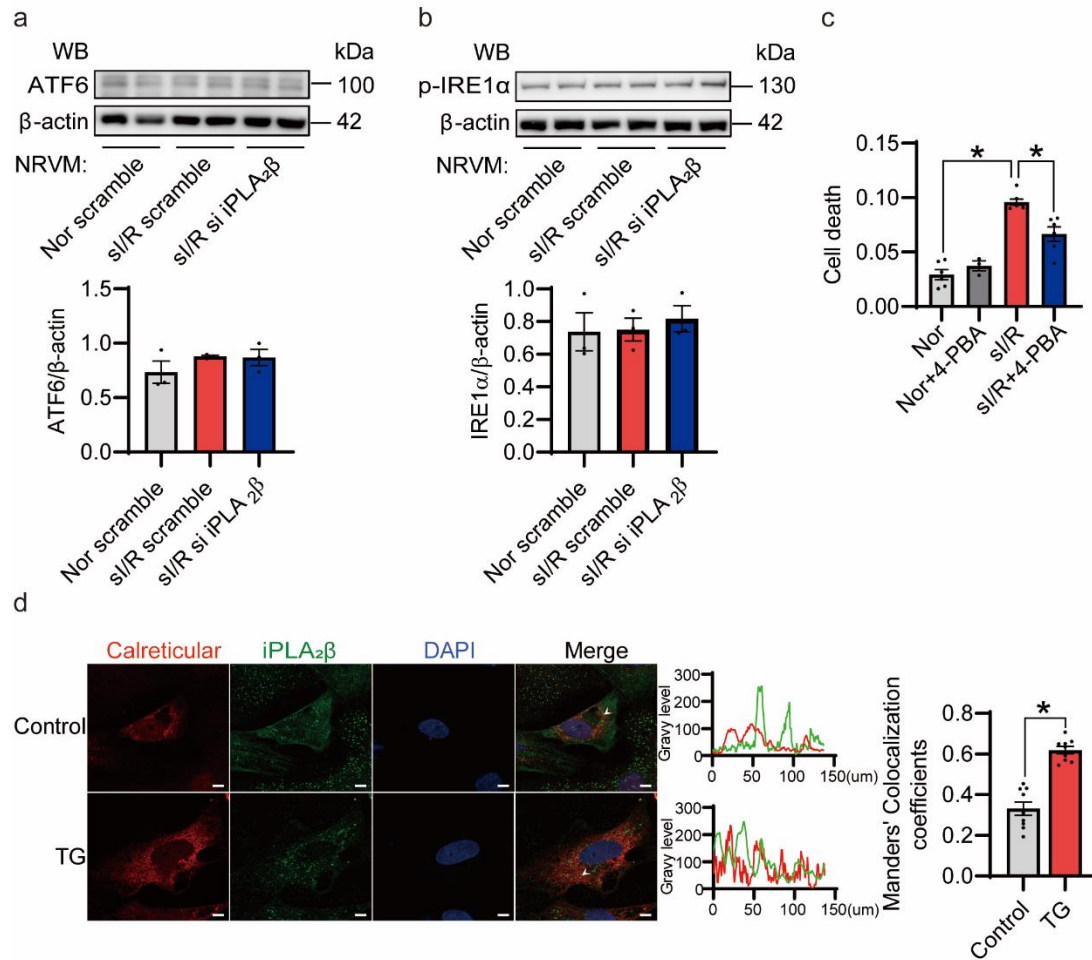 a
WB kDa
ATF6 100
β-actin 42
NRVM:
Nor scramble
sI/R scramble
sI/R si iPLA₂β
1.5
1.0
0.5
0.0
ATF6/β-actin
Nor scramble
sI/R scramble
sI/R si iPLA ₂β
b
WB kDa
p-IRE1α 130
β-actin 42
NRVM:
Nor scramble
sI/R scramble
sI/R si iPLA₂β
1.0
0.8
0.6
0.4
0.2
0.0
IRE1α/β-actin
Nor scramble
sI/R scramble
sI/R si iPLA ₂β
c
* *
0.15
0.10
0.05
0.00
Cell death
Nor
Nor+4-PBA
sI/R
sI/R+4-PBA
d
Calreticular iPLA₂β DAPI Merge
Control
TG
Gravy level
300
200
100
0
0 50 100 150(um)
Gravy level
300
200
100
0
0 50 100 150(um)
Manders' Colocalization
coefficients
*
0.8
0.6
0.4
0.2
0.0
Control
TG